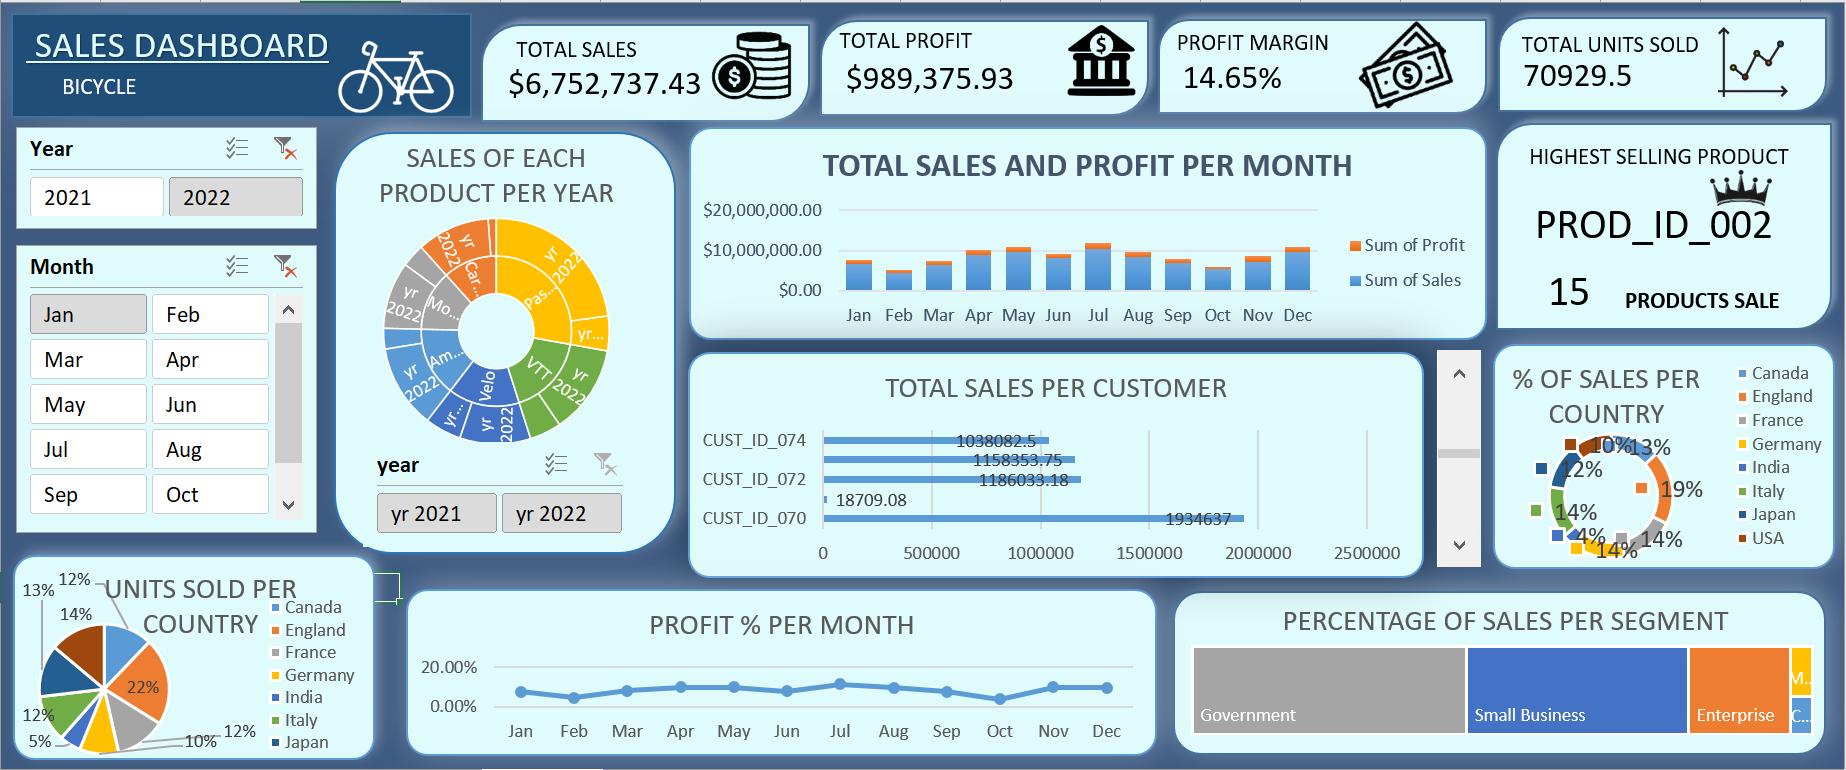 SALES DASHBOARD
BICYCLE
TOTAL SALES
$6,752,737.43
TOTAL PROFIT
$989,375.93
PROFIT MARGIN
14.65%
TOTAL UNITS SOLD
70929.5
Year
2021
2022
Month
Jan
Feb
Mar
Apr
May
Jun
Jul
Aug
Sep
Oct
SALES OF EACH
PRODUCT PER YEAR
yr 2022
yr...
yr 2022
yr 2022
yr...
yr 2022
yr 2022
yr 2022
Pas...
VTT
Velo
Am...
Mo...
Car...
year
yr 2021
yr 2022
TOTAL SALES AND PROFIT PER MONTH
$20,000,000.00
$10,000,000.00
$0.00
Jan Feb Mar Apr May Jun Jul Aug Sep Oct Nov Dec
Sum of Profit
Sum of Sales
HIGHEST SELLING PRODUCT
PROD_ID_002
15 PRODUCTS SALE
TOTAL SALES PER CUSTOMER
CUST_ID_074
1038082.5
1158353.75
CUST_ID_072
1186033.18
18709.08
CUST_ID_070
1934637
0 500000 1000000 1500000 2000000 2500000
% OF SALES PER
COUNTRY
13%
19%
14%
14%
4%
14%
12%
10%
Canada
England
France
Germany
India
Italy
Japan
USA
UNITS SOLD PER
COUNTRY
12%
22%
12%
10%
5%
12%
13%
14%
Canada
England
France
Germany
India
Italy
Japan
PROFIT % PER MONTH
20.00%
0.00%
Jan Feb Mar Apr May Jun Jul Aug Sep Oct Nov Dec
PERCENTAGE OF SALES PER SEGMENT
Government
Small Business
Enterprise
M...
C...